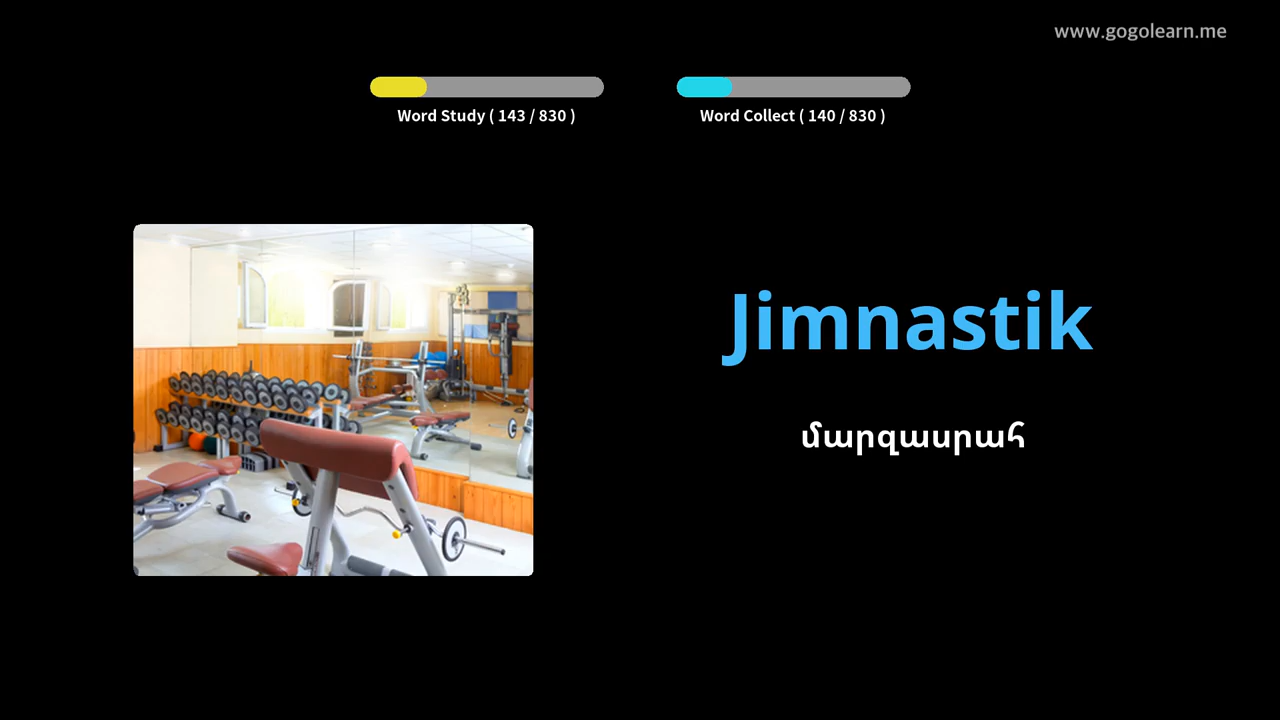 www.gogolearn.me
Word Study ( 143 / 830 )
Word Collect ( 140 / 830 )
Jimnastik
մարզասրահ